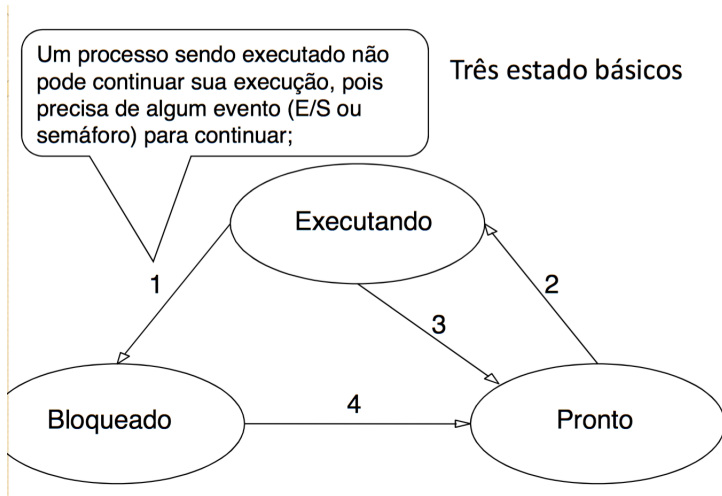 Um processo sendo executado não
pode continuar sua execução, pois
precisa de algum evento (E/S ou
semáforo) para continuar;
Três estado básicos
Executando
1
2
3
Bloqueado
4
Pronto